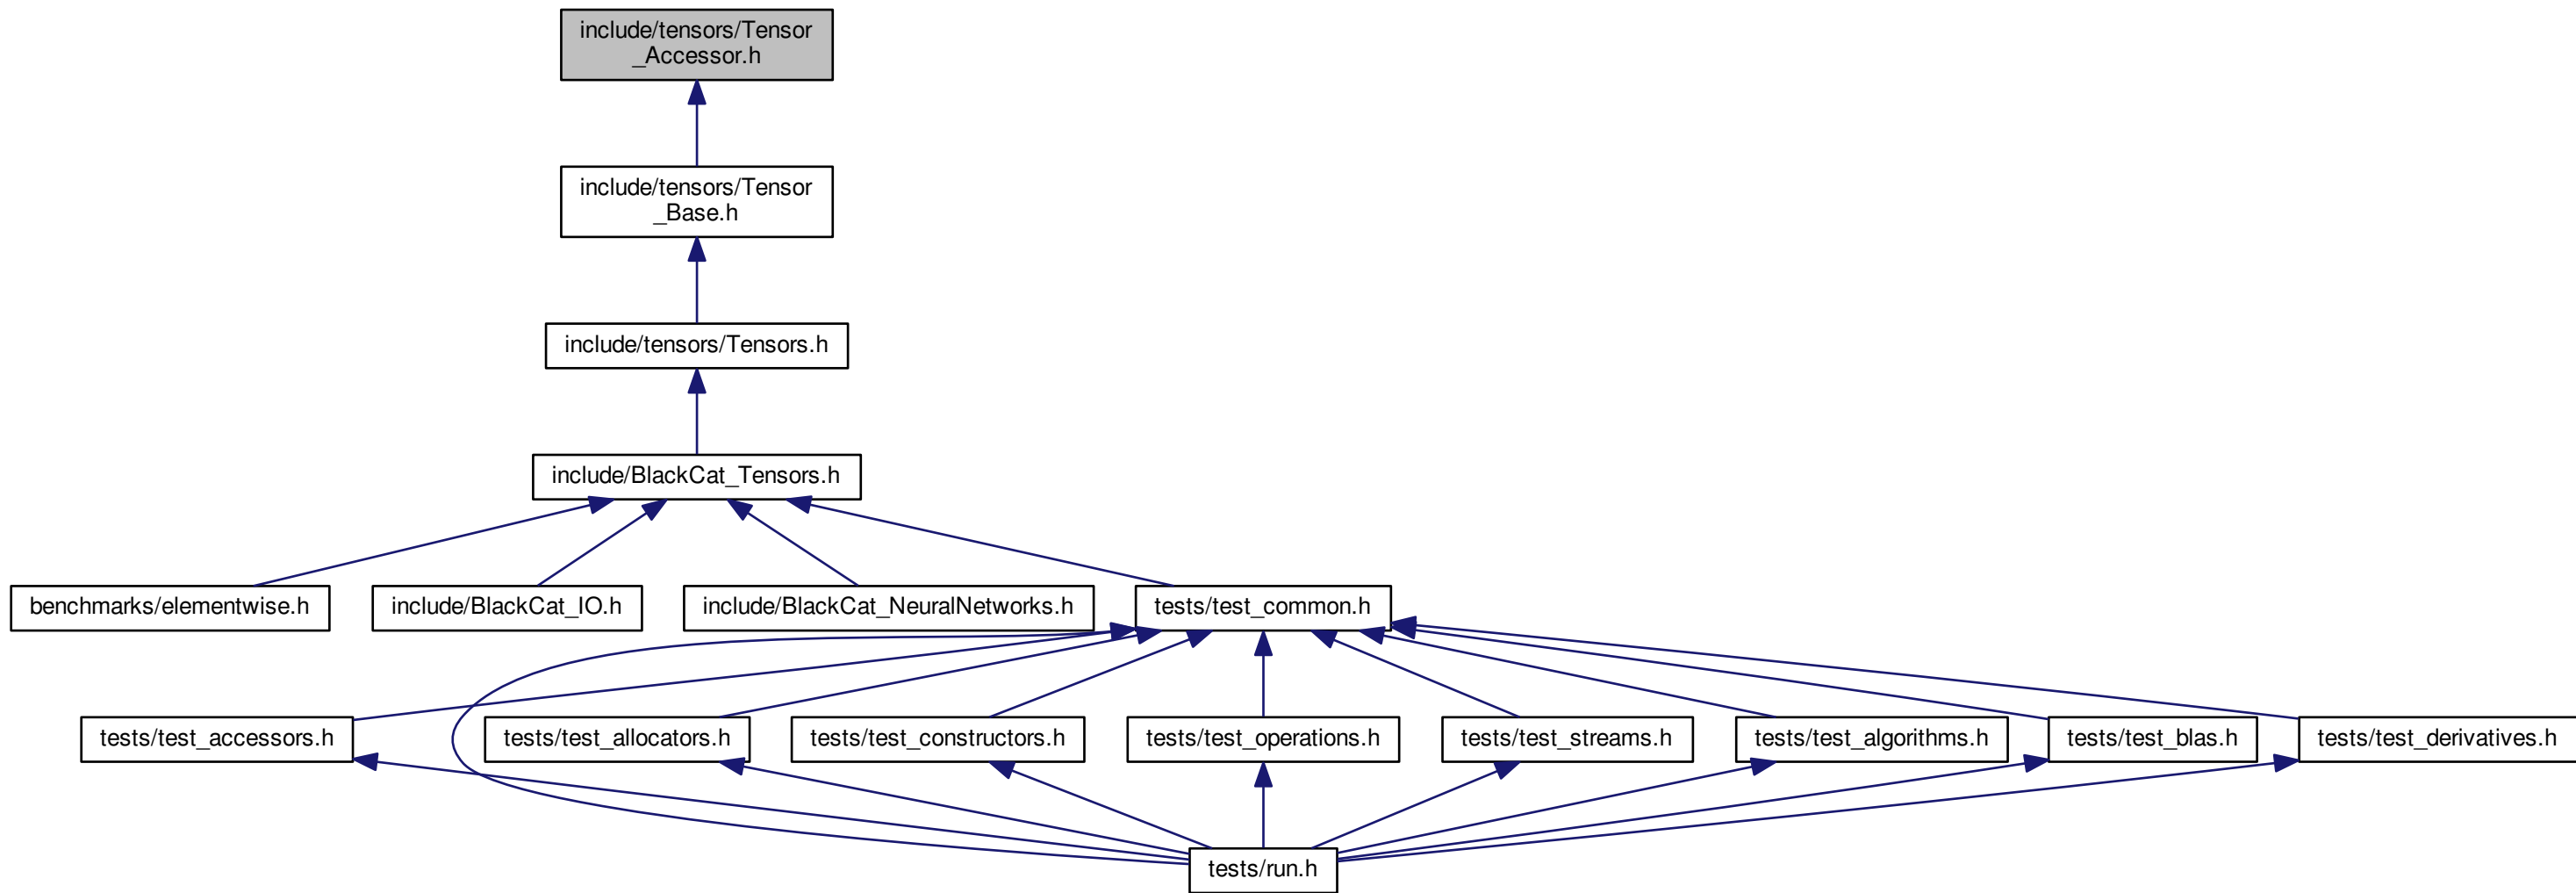 include/tensors/Tensor
_Accessor.h
include/tensors/Tensor
_Base.h
include/tensors/Tensors.h
include/BlackCat_Tensors.h
benchmarks/elementwise.h
include/BlackCat_IO.h
include/BlackCat_NeuralNetworks.h
tests/test_common.h
tests/test_accessors.h
tests/test_allocators.h
tests/test_constructors.h
tests/test_operations.h
tests/test_streams.h
tests/test_algorithms.h
tests/test_blas.h
tests/test_derivatives.h
tests/run.h